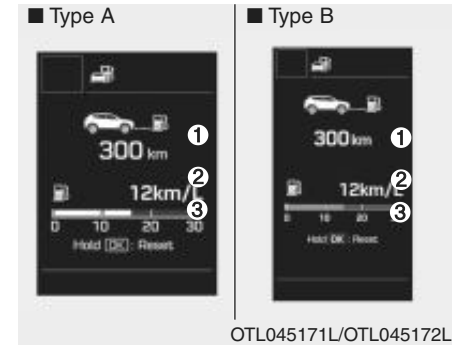 ■ Type A
300 km
①
12km/L
②
③
0 10 20 30
Hold [OK] : Reset
■ Type B
300 km
①
12km/L
②
③
0 10 20
Hold OK : Reset
OTL045171L/OTL045172L